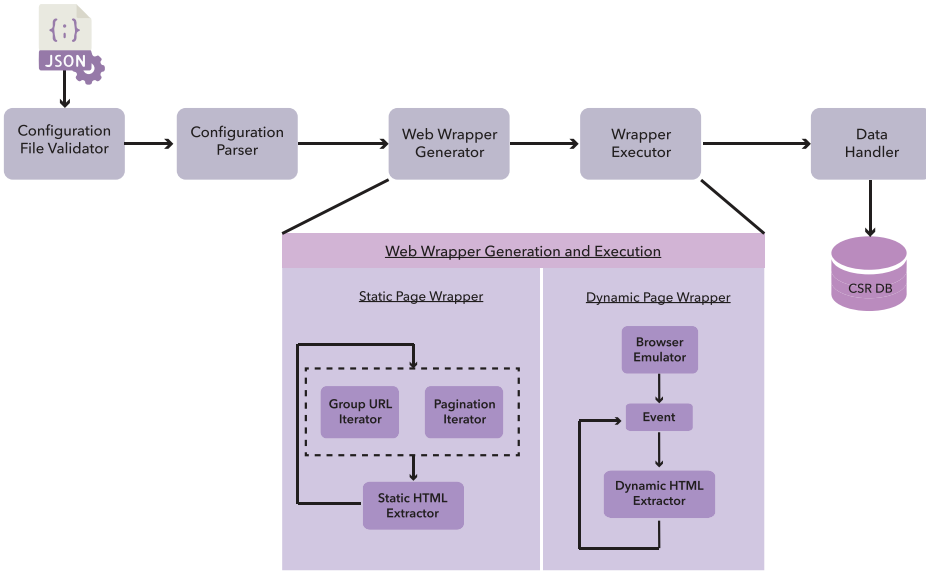 {;}
JSON
Configuration
File Validator
Configuration
Parser
Web Wrapper
Generator
Wrapper
Executor
Data
Handler
Web Wrapper Generation and Execution
CSR DB
Static Page Wrapper
Group URL
Iterator
Pagination
Iterator
Static HTML
Extractor
Dynamic Page Wrapper
Browser
Emulator
Event
Dynamic HTML
Extractor